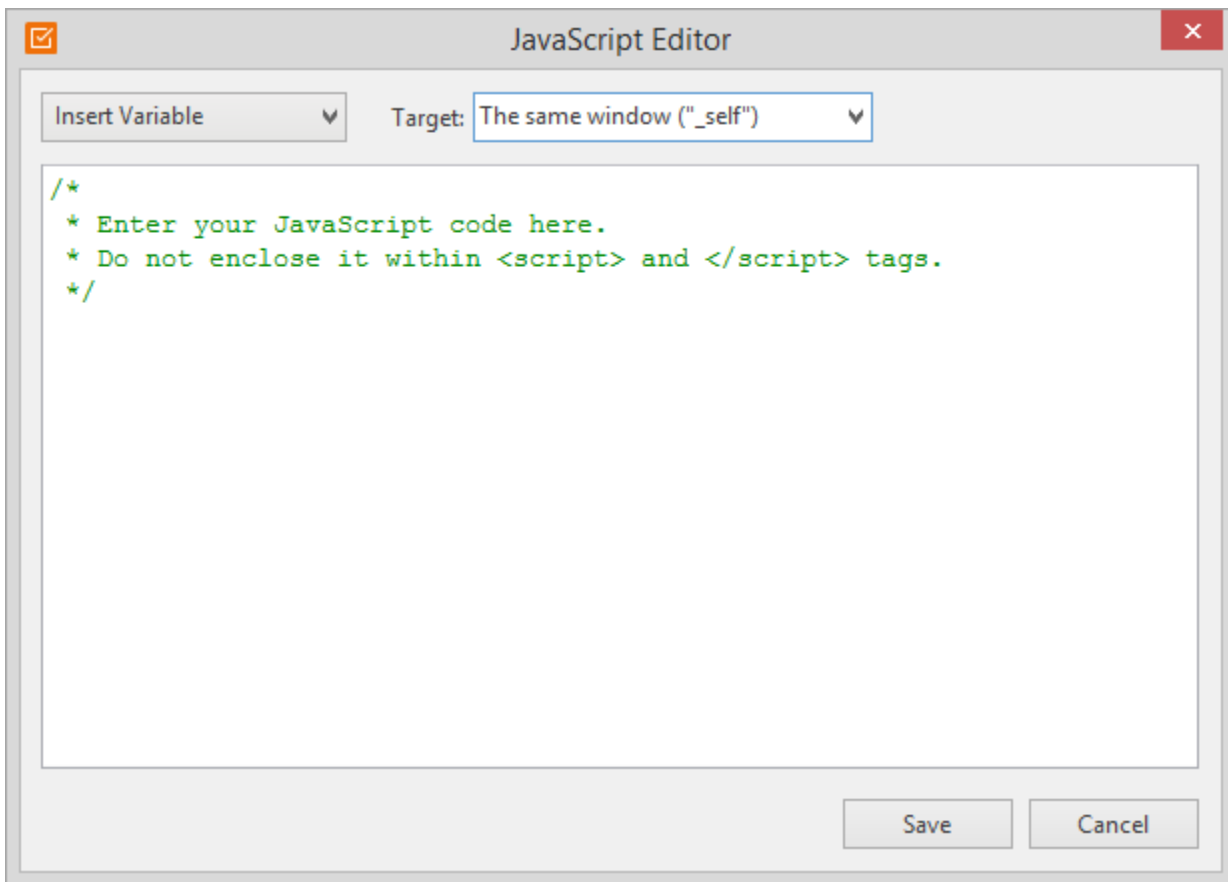 JavaScript Editor
Insert Variable
Target: The same window ("_self")
/*
* Enter your JavaScript code here.
* Do not enclose it within <script> and </script> tags.
*/
Save
Cancel